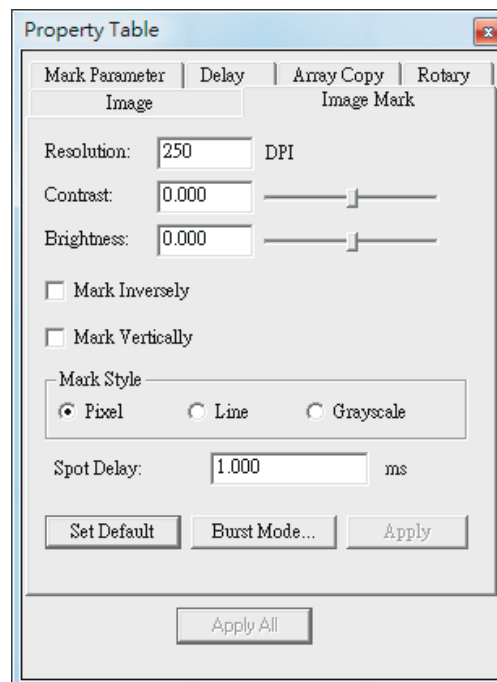 Property Table
Mark Parameter Delay Array Copy Rotary
Image Image Mark
Resolution: 250 DPI
Contrast: 0.000
Brightness: 0.000
Mark Inversely
Mark Vertically
Mark Style
Pixel Line Grayscale
Spot Delay: 1.000 ms
Set Default Burst Mode... Apply
Apply All